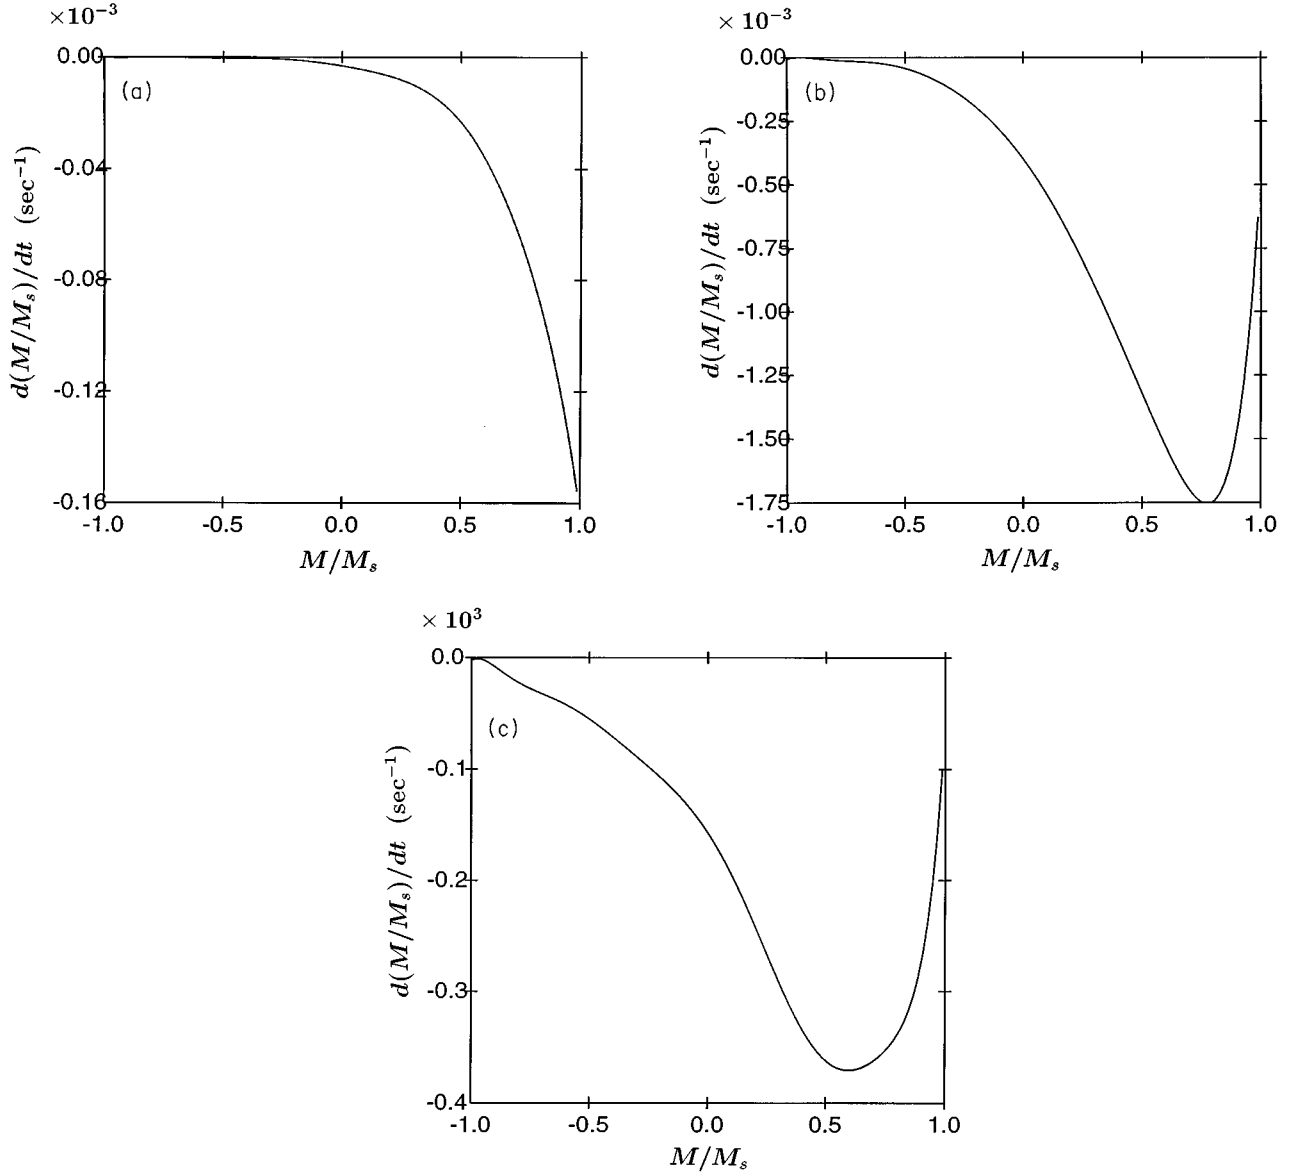 ×10⁻³
0.00
(a)
-0.04
-0.08
-0.12
-0.16
-1.0 -0.5 0.0 0.5 1.0
M/Mₛ
d(M/Mₛ)/dt (sec⁻¹)
× 10⁻³
0.00
(b)
-0.25
-0.50
-0.75
-1.00
-1.25
-1.50
-1.75
-1.0 -0.5 0.0 0.5 1.0
M/Mₛ
d(M/Mₛ)/dt (sec⁻¹)
× 10³
0.0
(c)
-0.1
-0.2
-0.3
-0.4
-1.0 -0.5 0.0 0.5 1.0
M/Mₛ
d(M/Mₛ)/dt (sec⁻¹)